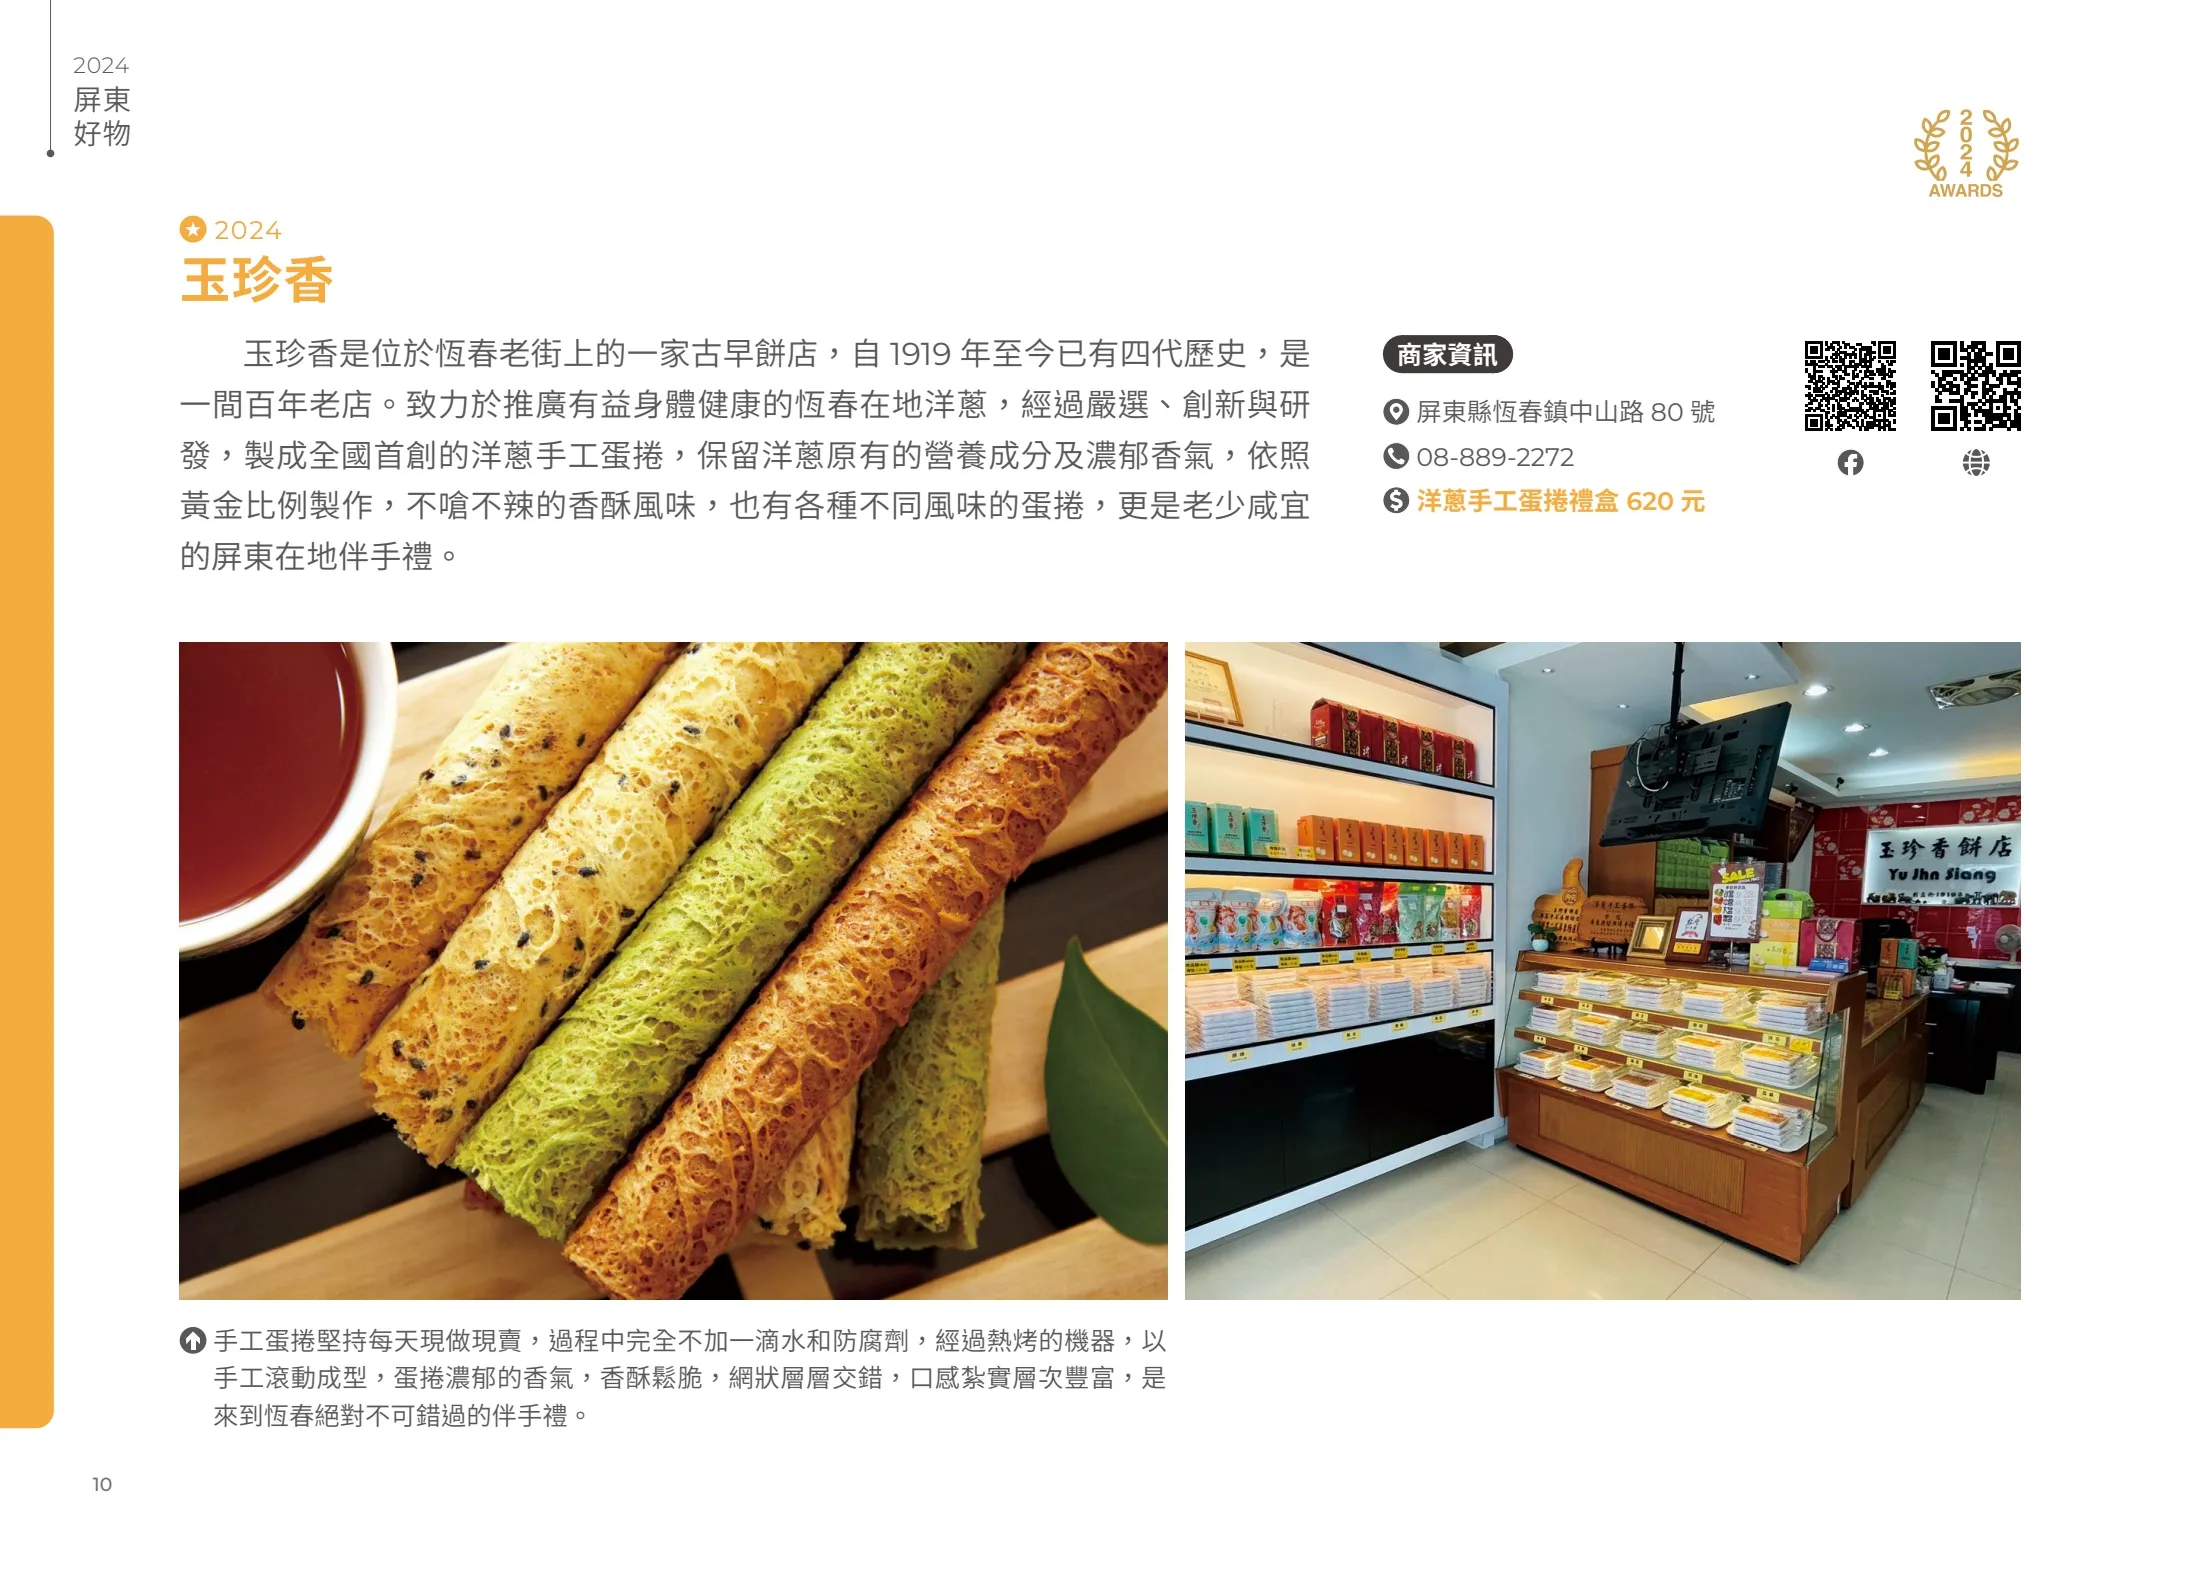 2024
屏東
好物
2024
AWARDS
2024
玉珍香
玉珍香是位於恆春老街上的一家古早餅店，自 1919 年至今已有四代歷史，是
一間百年老店。致力於推廣有益身體健康的恆春在地洋蔥，經過嚴選、創新與研
發，製成全國首創的洋蔥手工蛋捲，保留洋蔥原有的營養成分及濃郁香氣，依照
黃金比例製作，不嗆不辣的香酥風味，也有各種不同風味的蛋捲，更是老少咸宜
的屏東在地伴手禮。
商家資訊
屏東縣恆春鎮中山路 80 號
08-889-2272
洋蔥手工蛋捲禮盒 620 元
SALE
玉珍香餅店
Yu Jhn Siang
手工蛋捲堅持每天現做現賣，過程中完全不加一滴水和防腐劑，經過熱烤的機器，以
手工滾動成型，蛋捲濃郁的香氣，香酥鬆脆，網狀層層交錯，口感紮實層次豐富，是
來到恆春絕對不可錯過的伴手禮。
10